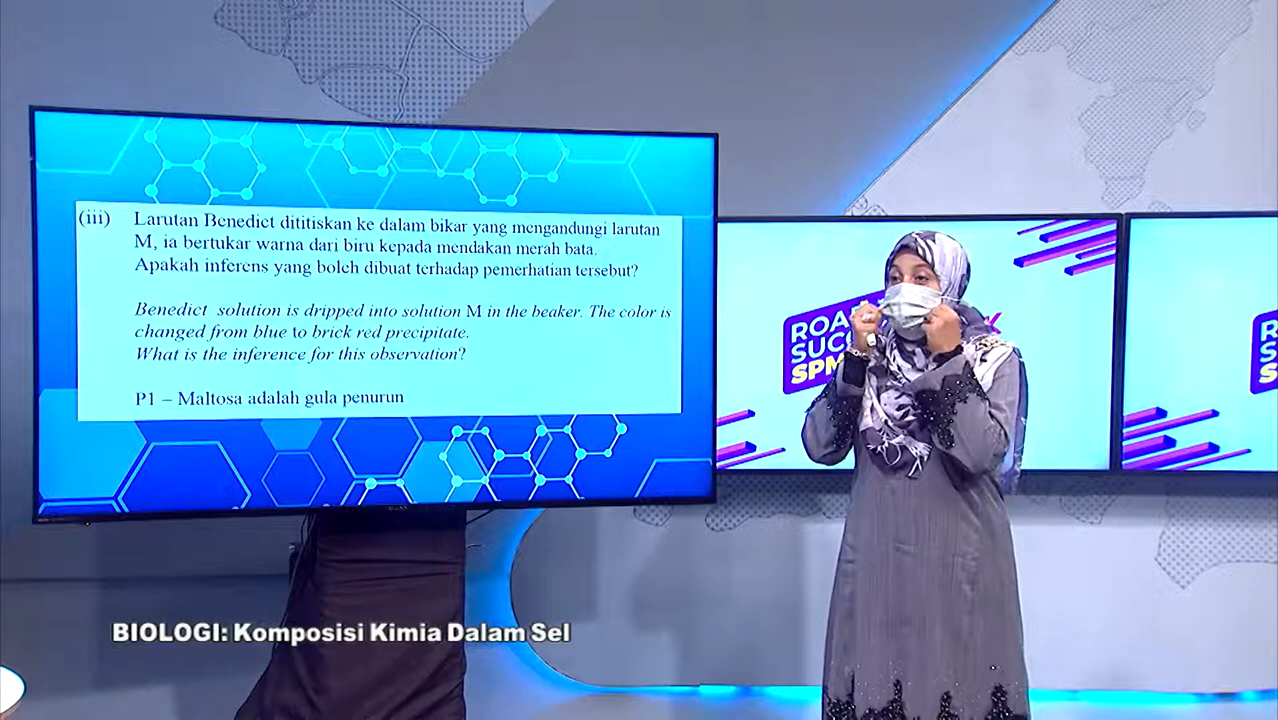 (iii) Larutan Benedict dititiskan ke dalam bikar yang mengandungi larutan
M, ia bertukar warna dari biru kepada mendakan merah bata.
Apakah inferens yang boleh dibuat terhadap pemerhatian tersebut?
Benedict solution is dripped into solution M in the beaker. The color is
changed from blue to brick red precipitate.
What is the inference for this observation?
P1 – Maltosa adalah gula penurun
ROA
SUC
SPM
BIOLOGI: Komposisi Kimia Dalam Sel